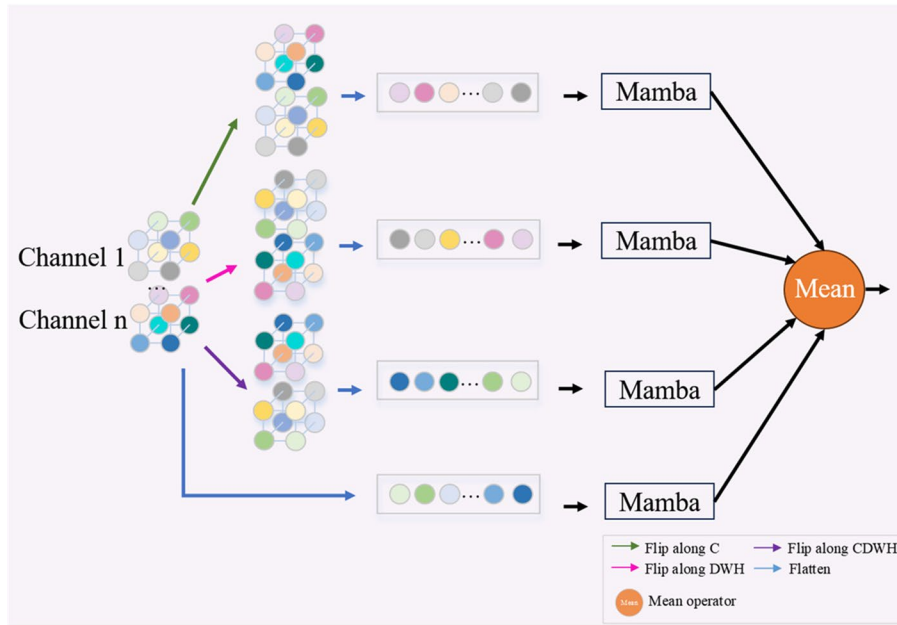 Mamba
Channel 1
...
Channel n
Mamba
Mean
Mamba
Mamba
Flip along C
Flip along CDWH
Flip along DWH
Flatten
Mean
Mean operator